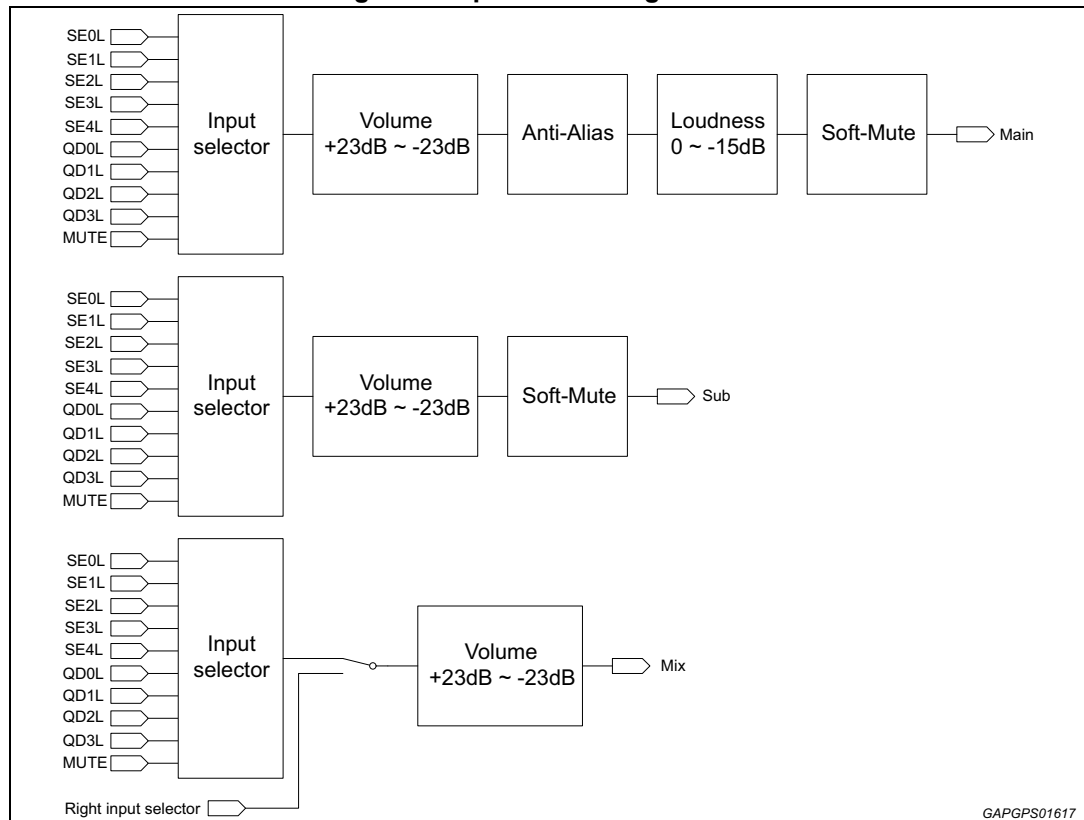 SE0L
SE1L
SE2L
SE3L
SE4L
QD0L
QD1L
QD2L
QD3L
MUTE
Input
selector
Volume
+23dB ~ -23dB
Anti-Alias
Loudness
0 ~ -15dB
Soft-Mute
Main
SE0L
SE1L
SE2L
SE3L
SE4L
QD0L
QD1L
QD2L
QD3L
MUTE
Input
selector
Volume
+23dB ~ -23dB
Soft-Mute
Sub
SE0L
SE1L
SE2L
SE3L
SE4L
QD0L
QD1L
QD2L
QD3L
MUTE
Input
selector
Volume
+23dB ~ -23dB
Mix
Right input selector
GAPGPS01617